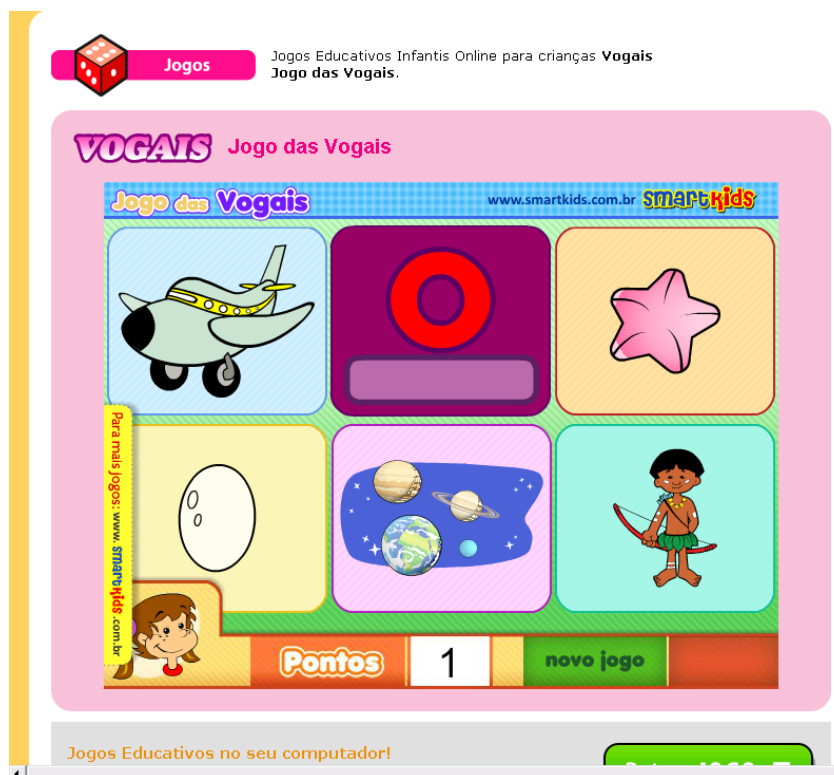 Jogos
Jogos Educativos Infantis Online para crianças Vogais
Jogo das Vogais.
VOGAIS Jogo das Vogais
Jogo das Vogais
www.smartkids.com.br smartkids
O
Para mais jogos: www.smartkids.com.br
Pontos
1
novo jogo
Jogos Educativos no seu computador!